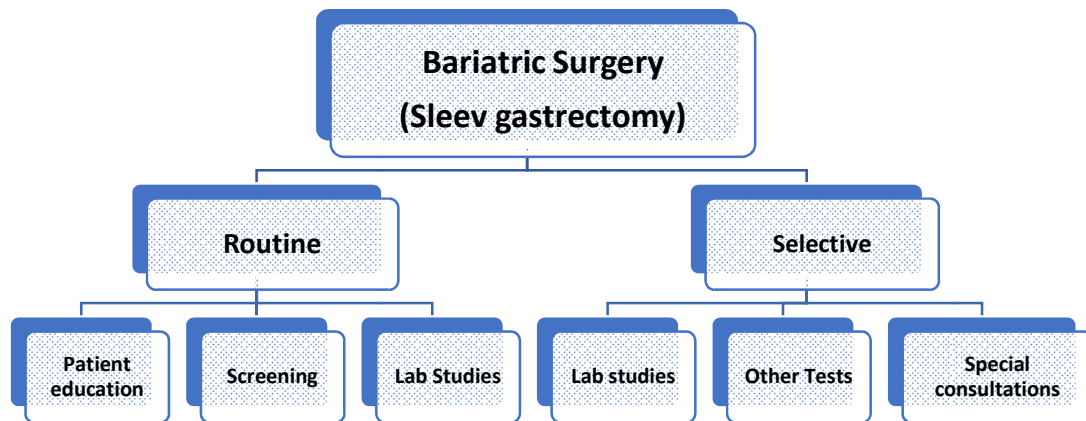 Bariatric Surgery
(Sleev gastrectomy)
Routine
Selective
Patient
education
Screening
Lab Studies
Lab studies
Other Tests
Special
consultations